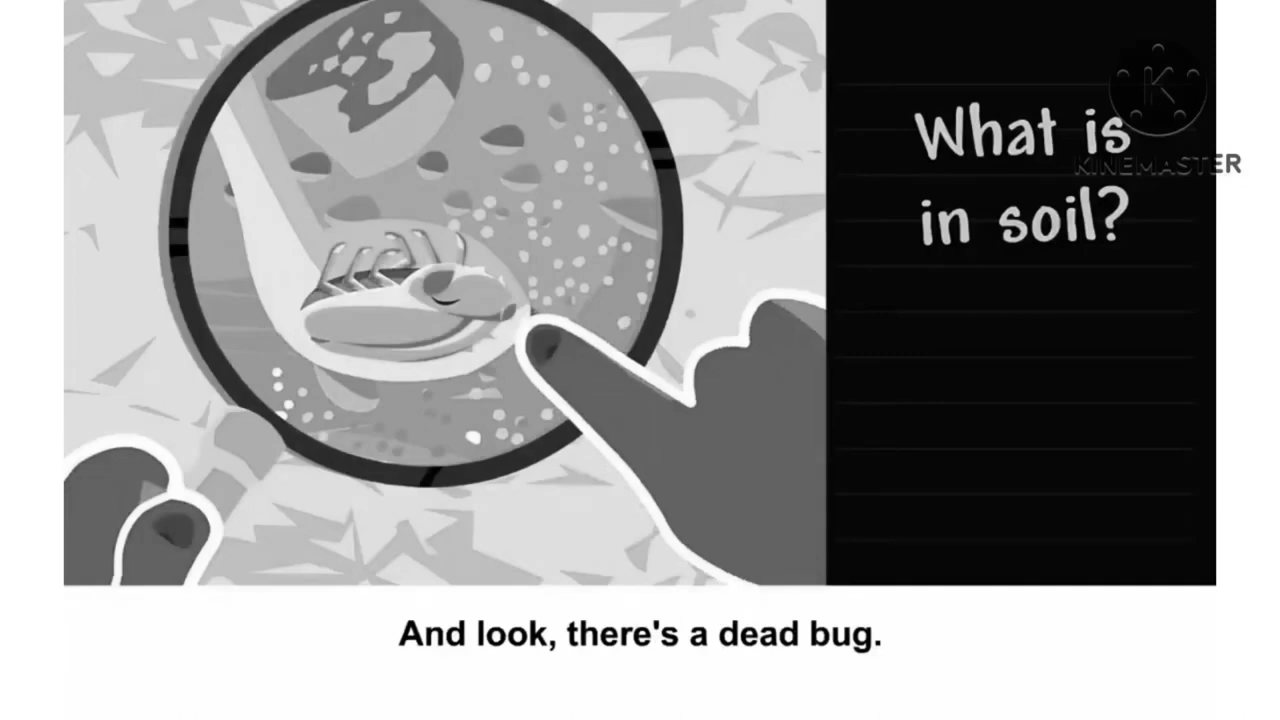 What is
in soil?
K
KINEMASTER
And look, there's a dead bug.